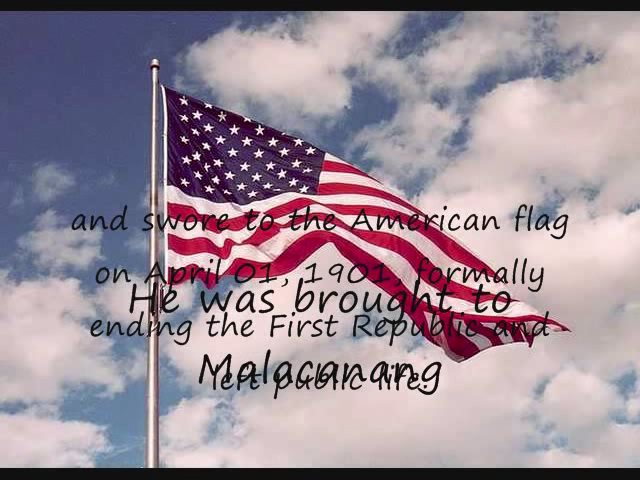 He was brought to
Malacanang
and swore to the American flag
on April 01, 1901, formally
ending the First Republic and
left public life.